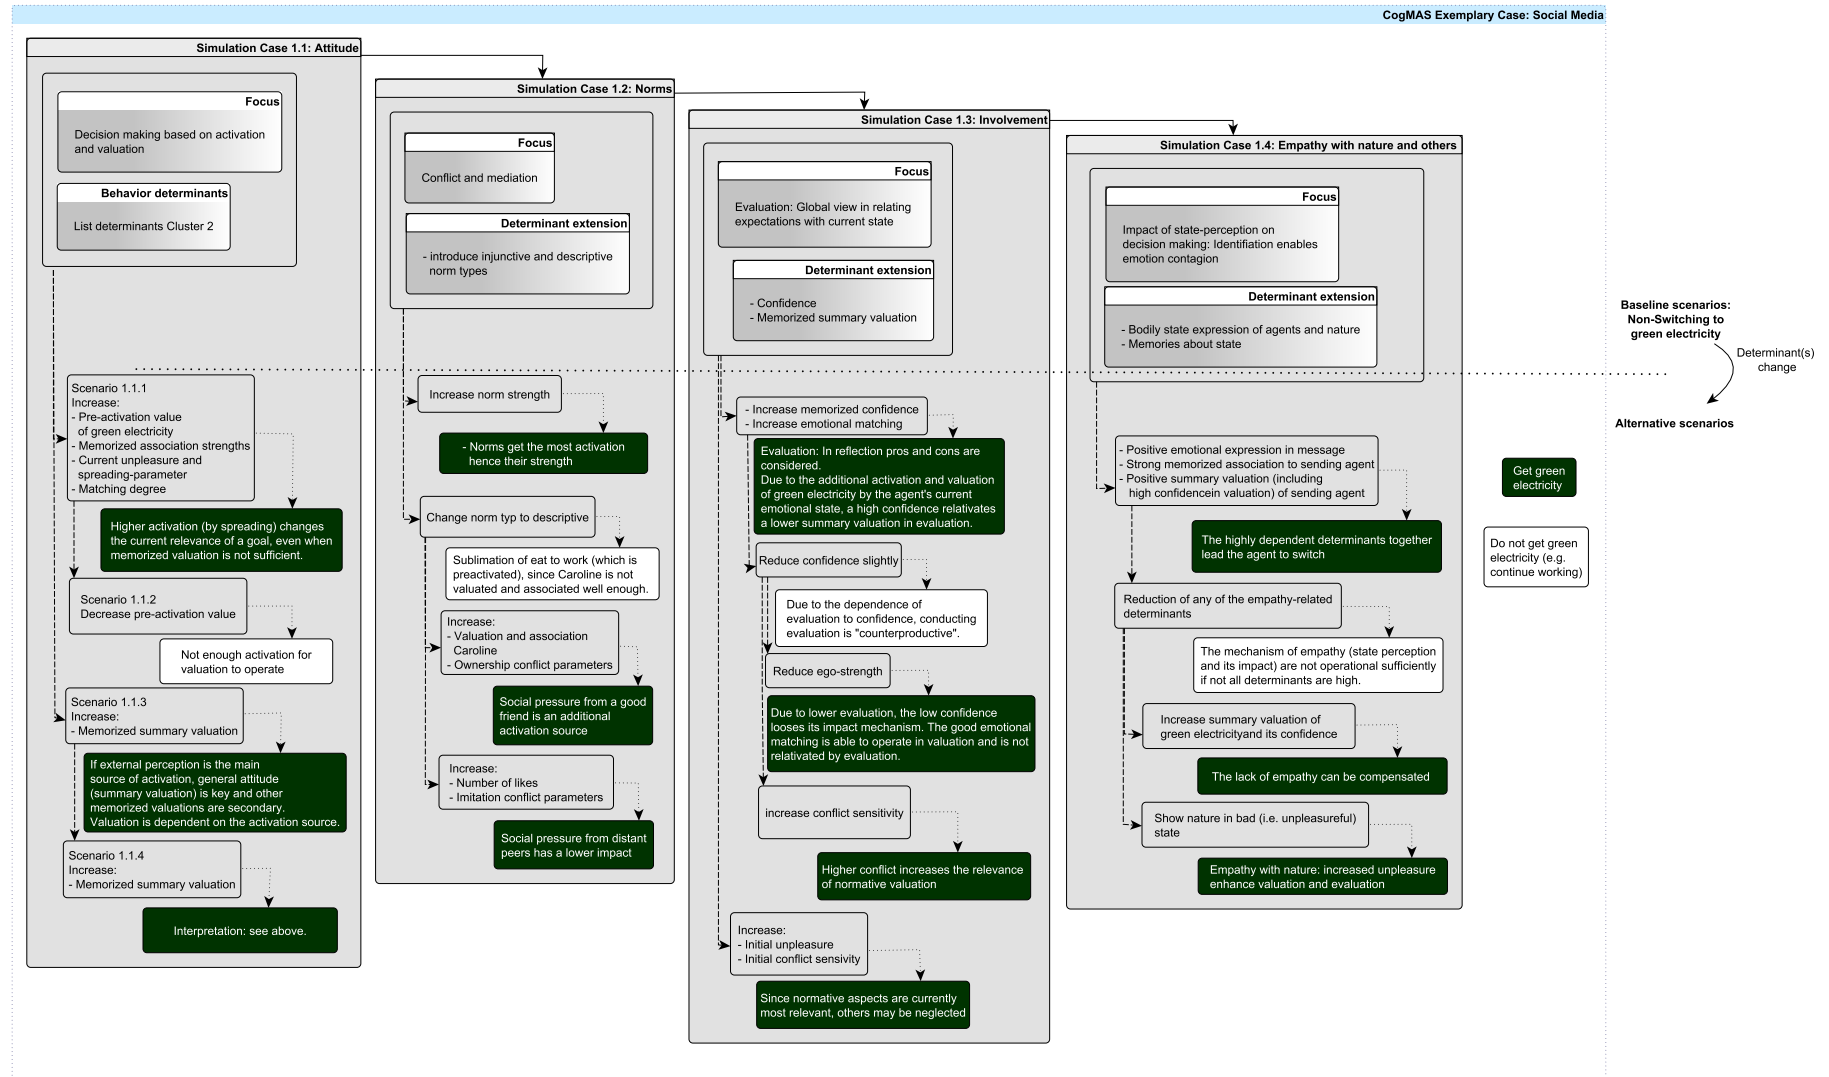 CogMAS Exemplary Case: Social Media
Simulation Case 1.1: Attitude
Focus
Decision making based on activation
and valuation
Behavior determinants
List determinants Cluster 2
Scenario 1.1.1
Increase:
- Pre-activation value
of green electricity
- Memorized association strengths
- Current unpleasure and
spreading-parameter
- Matching degree
Higher activation (by spreading) changes
the current relevance of a goal, even when
memorized valuation is not sufficient.
Scenario 1.1.2
Decrease pre-activation value
Not enough activation for
valuation to operate
Scenario 1.1.3
Increase:
- Memorized summary valuation
If external perception is the main
source of activation, general attitude
(summary valuation) is key and other
memorized valuations are secondary.
Valuation is dependent on the activation source.
Scenario 1.1.4
Increase:
- Memorized summary valuation
Interpretation: see above.
Simulation Case 1.2: Norms
Focus
Conflict and mediation
Determinant extension
- introduce injunctive and descriptive
norm types
Increase norm strength
- Norms get the most activation
hence their strength
Change norm typ to descriptive
Sublimation of eat to work (which is
preactivated), since Caroline is not
valuated and associated well enough.
Increase:
- Valuation and association
Caroline
- Ownership conflict parameters
Social pressure from a good
friend is an additional
activation source
Increase:
- Number of likes
- Imitation conflict parameters
Social pressure from distant
peers has a lower impact
Simulation Case 1.3: Involvement
Focus
Evaluation: Global view in relating
expectations with current state
Determinant extension
- Confidence
- Memorized summary valuation
- Increase memorized confidence
- Increase emotional matching
Evaluation: In reflection pros and cons are
considered.
Due to the additional activation and valuation
of green electricity by the agent's current
emotional state, a high confidence relativates
a lower summary valuation in evaluation.
Reduce confidence slightly
Due to the dependence of
evaluation to confidence, conducting
evaluation is "counterproductive".
Reduce ego-strength
Due to lower evaluation, the low confidence
looses its impact mechanism. The good emotional
matching is able to operate in valuation and is not
relativated by evaluation.
increase conflict sensitivity
Higher conflict increases the relevance
of normative valuation
Increase:
- Initial unpleasure
- Initial conflict sensivity
Since normative aspects are currently
most relevant, others may be neglected
Simulation Case 1.4: Empathy with nature and others
Focus
Impact of state-perception on
decision making: Identifiation enables
emotion contagion
Determinant extension
- Bodily state expression of agents and nature
- Memories about state
- Positive emotional expression in message
- Strong memorized association to sending agent
- Positive summary valuation (including
high confidencein valuation) of sending agent
The highly dependent determinants together
lead the agent to switch
Reduction of any of the empathy-related
determinants
The mechanism of empathy (state perception
and its impact) are not operational sufficiently
if not all determinants are high.
Increase summary valuation of
green electricityand its confidence
The lack of empathy can be compensated
Show nature in bad (i.e. unpleasureful)
state
Empathy with nature: increased unpleasure
enhance valuation and evaluation
Baseline scenarios:
Non-Switching to
green electricity
Determinant(s)
change
Alternative scenarios
Get green
electricity
Do not get green
electricity (e.g.
continue working)